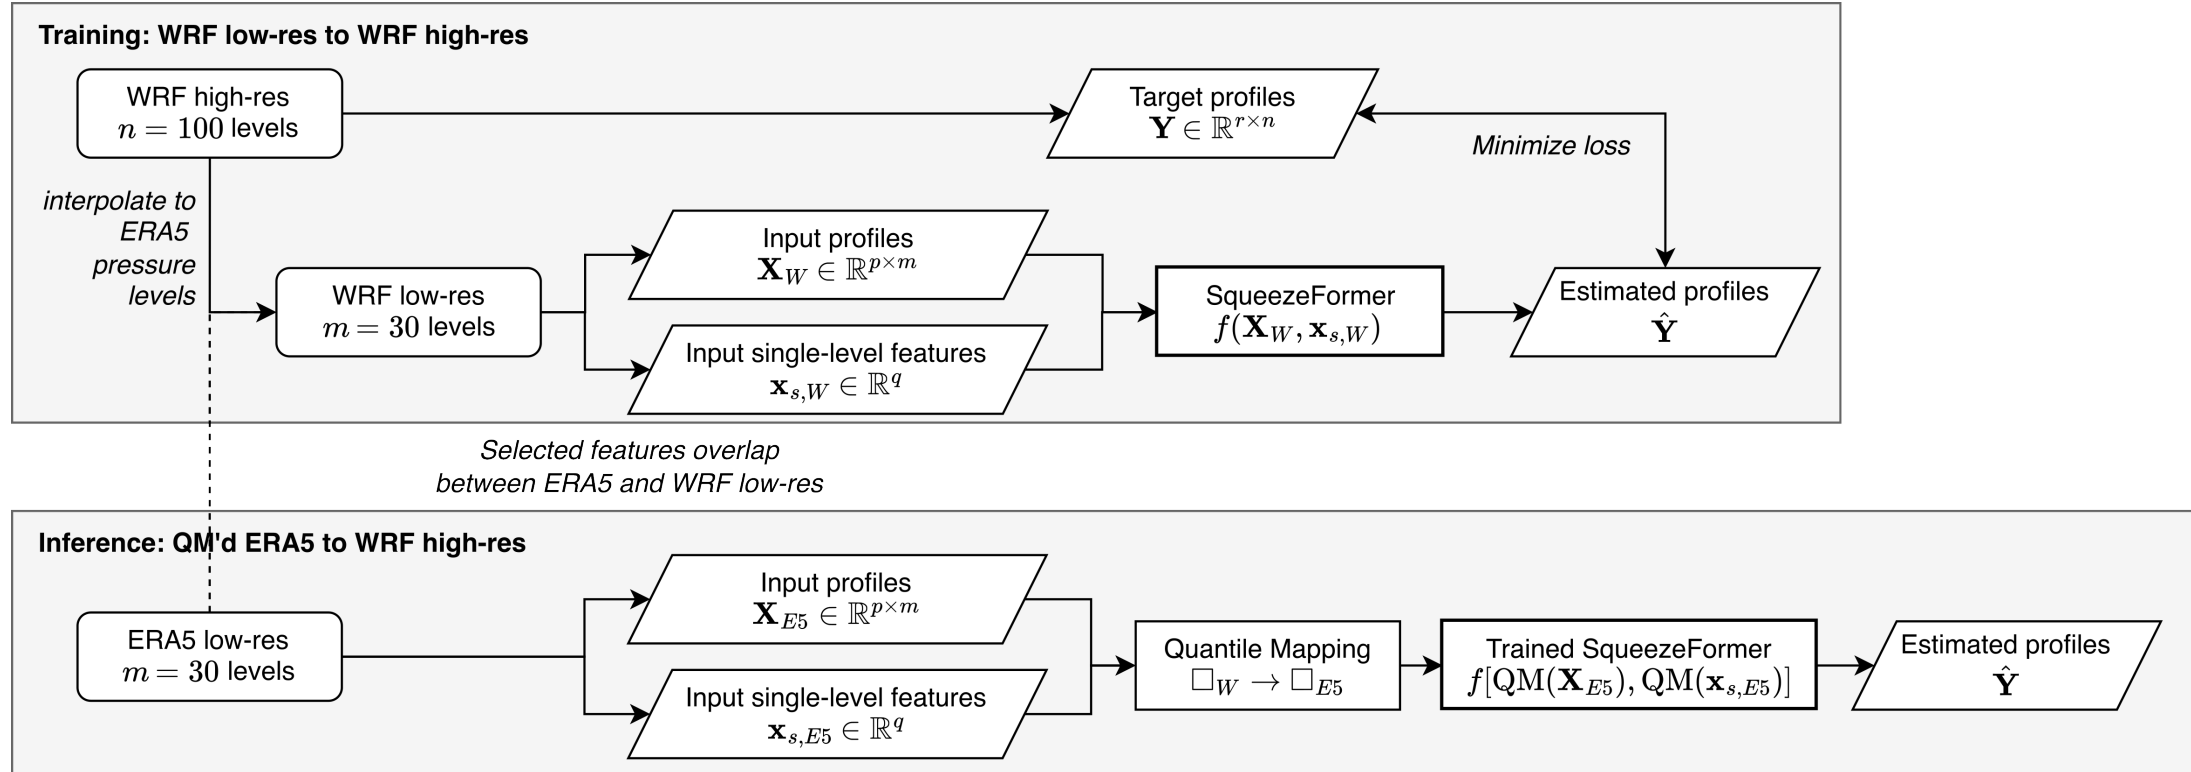 Training: WRF low-res to WRF high-res
WRF high-res
n = 100 levels
Target profiles
𝐘 ∈ ℝ^{r×n}
Minimize loss
interpolate to
ERA5
pressure
levels
WRF low-res
m = 30 levels
Input profiles
𝐗_W ∈ ℝ^{p×m}
Input single-level features
𝐱_{s,W} ∈ ℝ^q
SqueezeFormer
f(𝐗_W, 𝐱_{s,W})
Estimated profiles
𝐘̂
Selected features overlap
between ERA5 and WRF low-res
Inference: QM'd ERA5 to WRF high-res
ERA5 low-res
m = 30 levels
Input profiles
𝐗_{E5} ∈ ℝ^{p×m}
Input single-level features
𝐱_{s,E5} ∈ ℝ^q
Quantile Mapping
□_W → □_{E5}
Trained SqueezeFormer
f[QM(𝐗_{E5}), QM(𝐱_{s,E5})]
Estimated profiles
𝐘̂